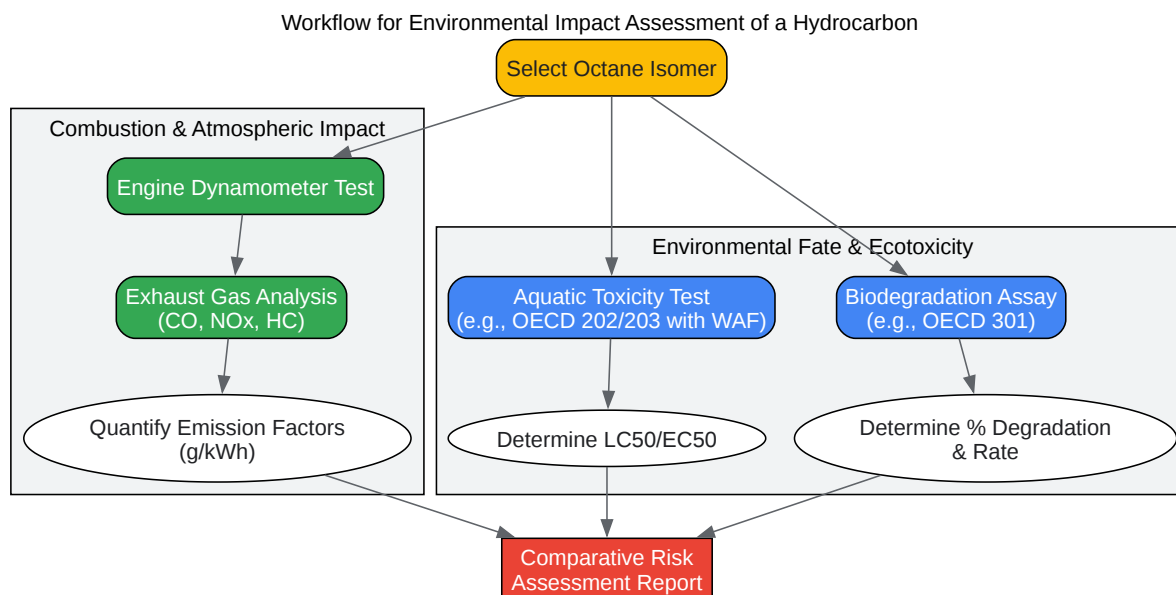 Workflow for Environmental Impact Assessment of a Hydrocarbon
Select Octane Isomer
Combustion & Atmospheric Impact
Engine Dynamometer Test
Exhaust Gas Analysis
(CO, NOx, HC)
Quantify Emission Factors
(g/kWh)
Environmental Fate & Ecotoxicity
Aquatic Toxicity Test
(e.g., OECD 202/203 with WAF)
Determine LC50/EC50
Biodegradation Assay
(e.g., OECD 301)
Determine % Degradation
& Rate
Comparative Risk
Assessment Report